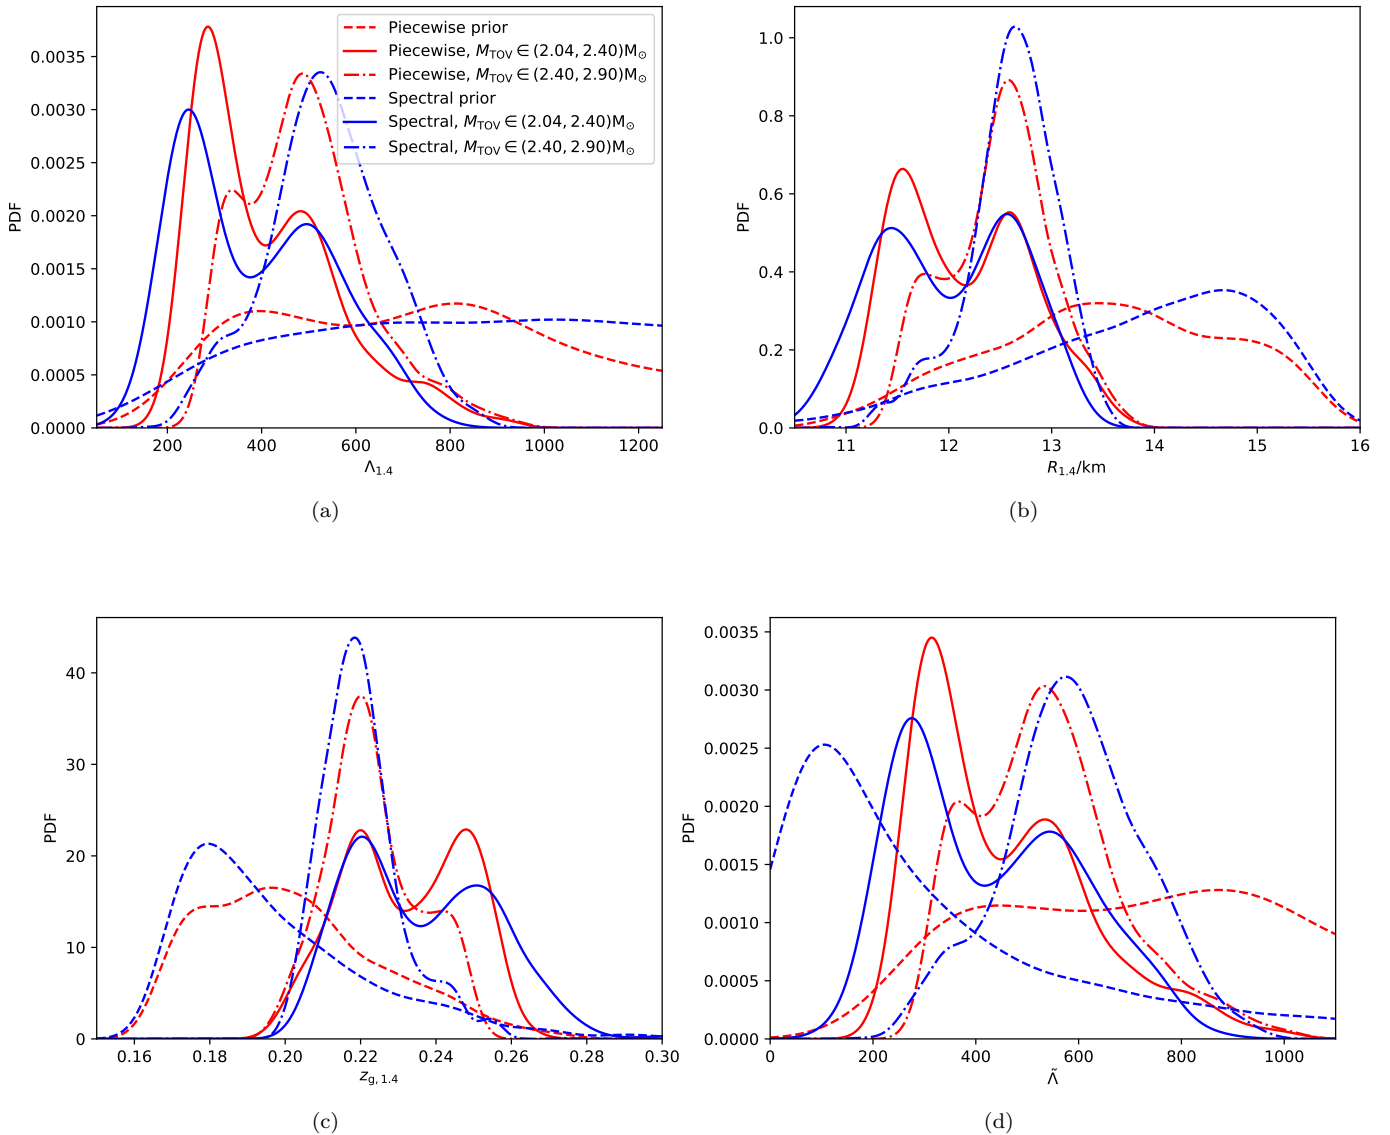 0.0035
0.0030
0.0025
0.0020
0.0015
0.0010
0.0005
0.0000
PDF
200 400 600 800 1000 1200
Λ1.4
Piecewise prior
Piecewise, MTOV ∈ (2.04, 2.40)M⊙
Piecewise, MTOV ∈ (2.40, 2.90)M⊙
Spectral prior
Spectral, MTOV ∈ (2.04, 2.40)M⊙
Spectral, MTOV ∈ (2.40, 2.90)M⊙
(a)
1.0
0.8
0.6
0.4
0.2
0.0
PDF
11 12 13 14 15 16
R1.4/km
(b)
40
30
20
10
0
PDF
0.16 0.18 0.20 0.22 0.24 0.26 0.28 0.30
zg, 1.4
(c)
0.0035
0.0030
0.0025
0.0020
0.0015
0.0010
0.0005
0.0000
PDF
0 200 400 600 800 1000
Λ̃
(d)